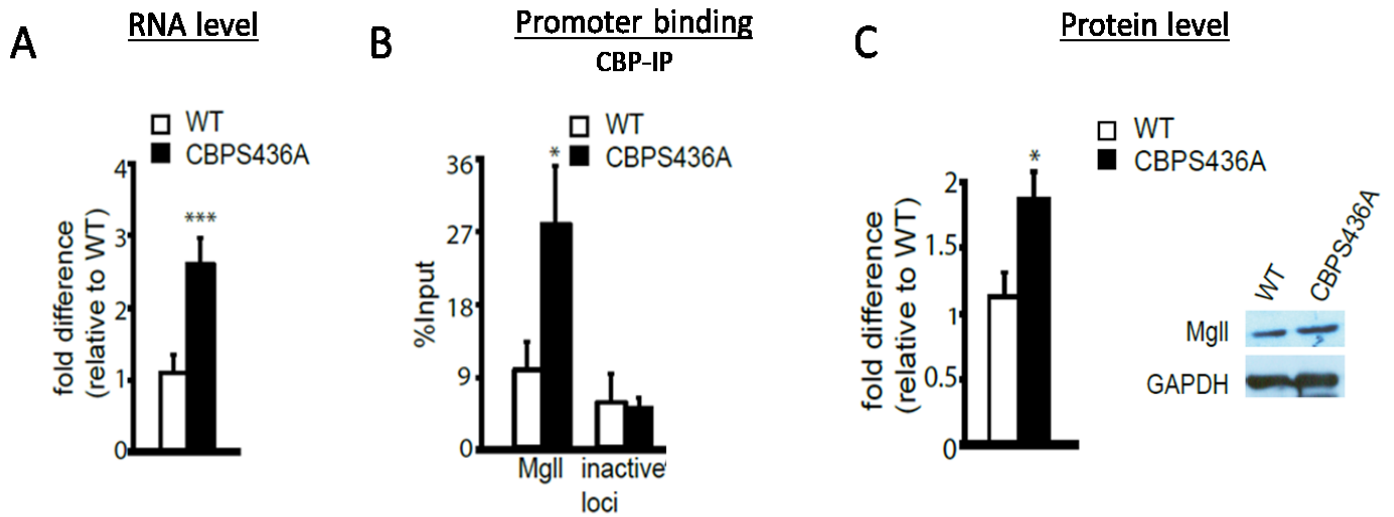 A
RNA level
WT
CBPS436A
4
3
2
1
0
fold difference
(relative to WT)
***
B
Promoter binding
CBP-IP
WT
CBPS436A
36
27
18
9
0
%Input
*
Mgll
inactive
loci
C
Protein level
WT
CBPS436A
2
1.5
1
0.5
0
fold difference
(relative to WT)
*
WT
CBPS436A
Mgll
GAPDH